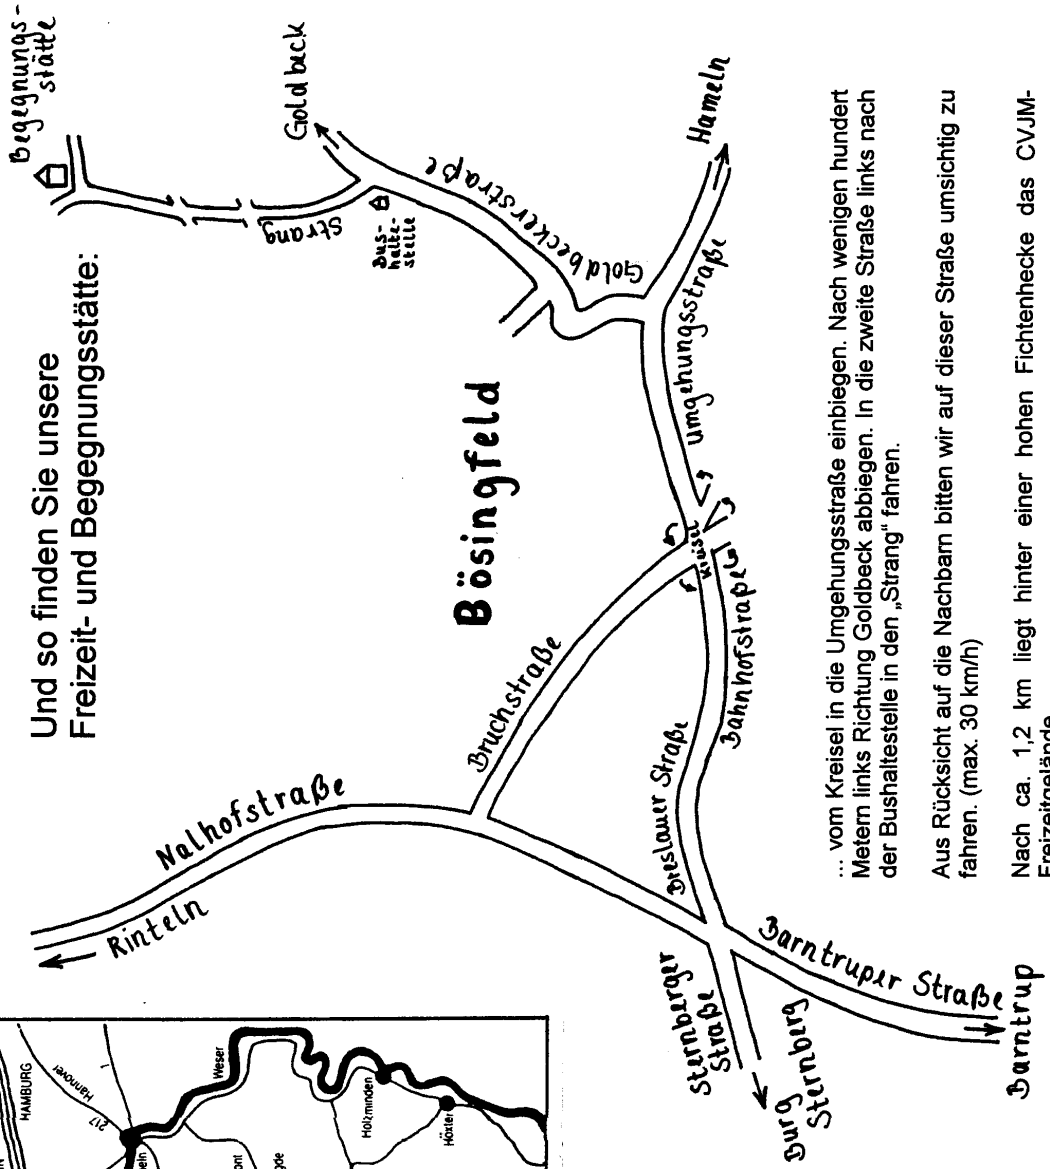 Und so finden Sie unsere
Freizeit- und Begegnungsstätte:
Begegnungs-
stätte
Goldbeck
Strang
Bus-
halte-
stelle
Goldbeckerstraße
Hameln
Umgehungsstraße
Bösingfeld
Kreisel
Bruchstraße
Bahnhofstraße
Breslauer Straße
Nalhofstraße
Rinteln
Sternberger
Straße
Burg
Sternberg
Barntruper Straße
Barntrup
HAMBURG
Hannover
217
Weser
Holzminden
Höxter
... vom Kreisel in die Umgehungsstraße einbiegen. Nach wenigen hundert
Metern links Richtung Goldbeck abbiegen. In die zweite Straße links nach
der Bushaltestelle in den „Strang" fahren.
Aus Rücksicht auf die Nachbarn bitten wir auf dieser Straße umsichtig zu
fahren. (max. 30 km/h)
Nach ca. 1,2 km liegt hinter einer hohen Fichtenhecke das CVJM-
Freizeitgelände